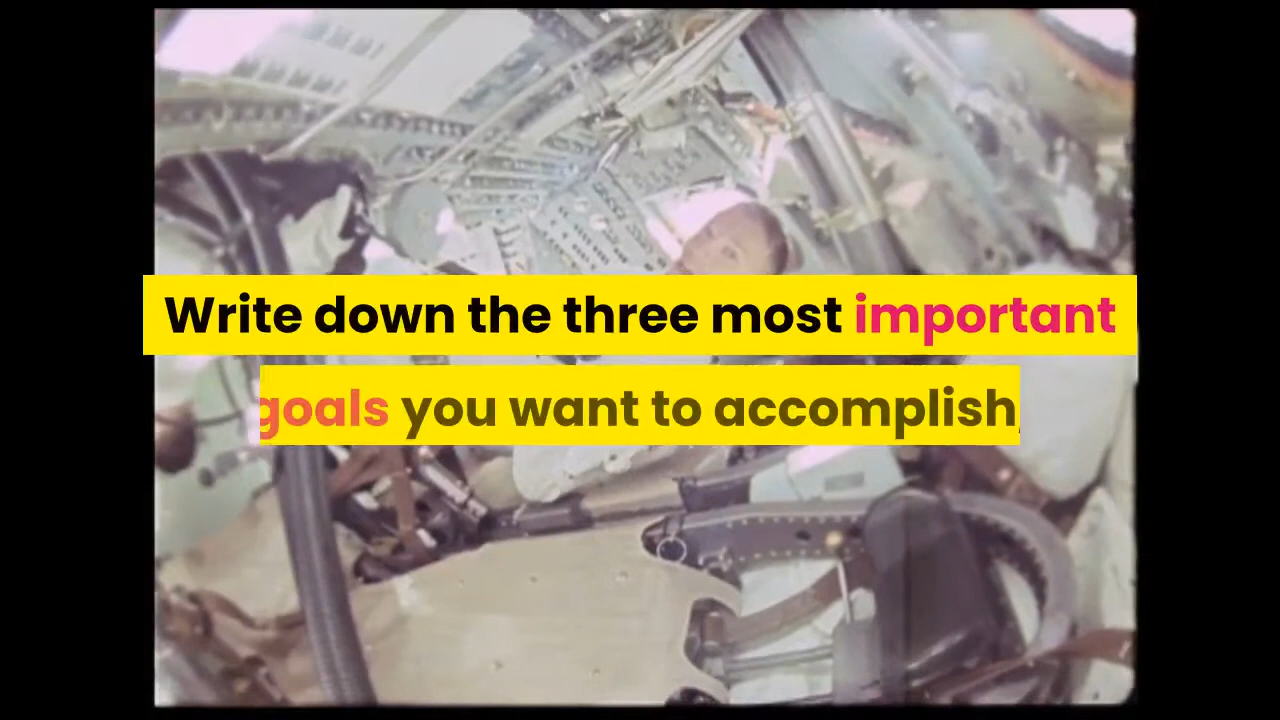 Write down the three most important
goals you want to accomplish,